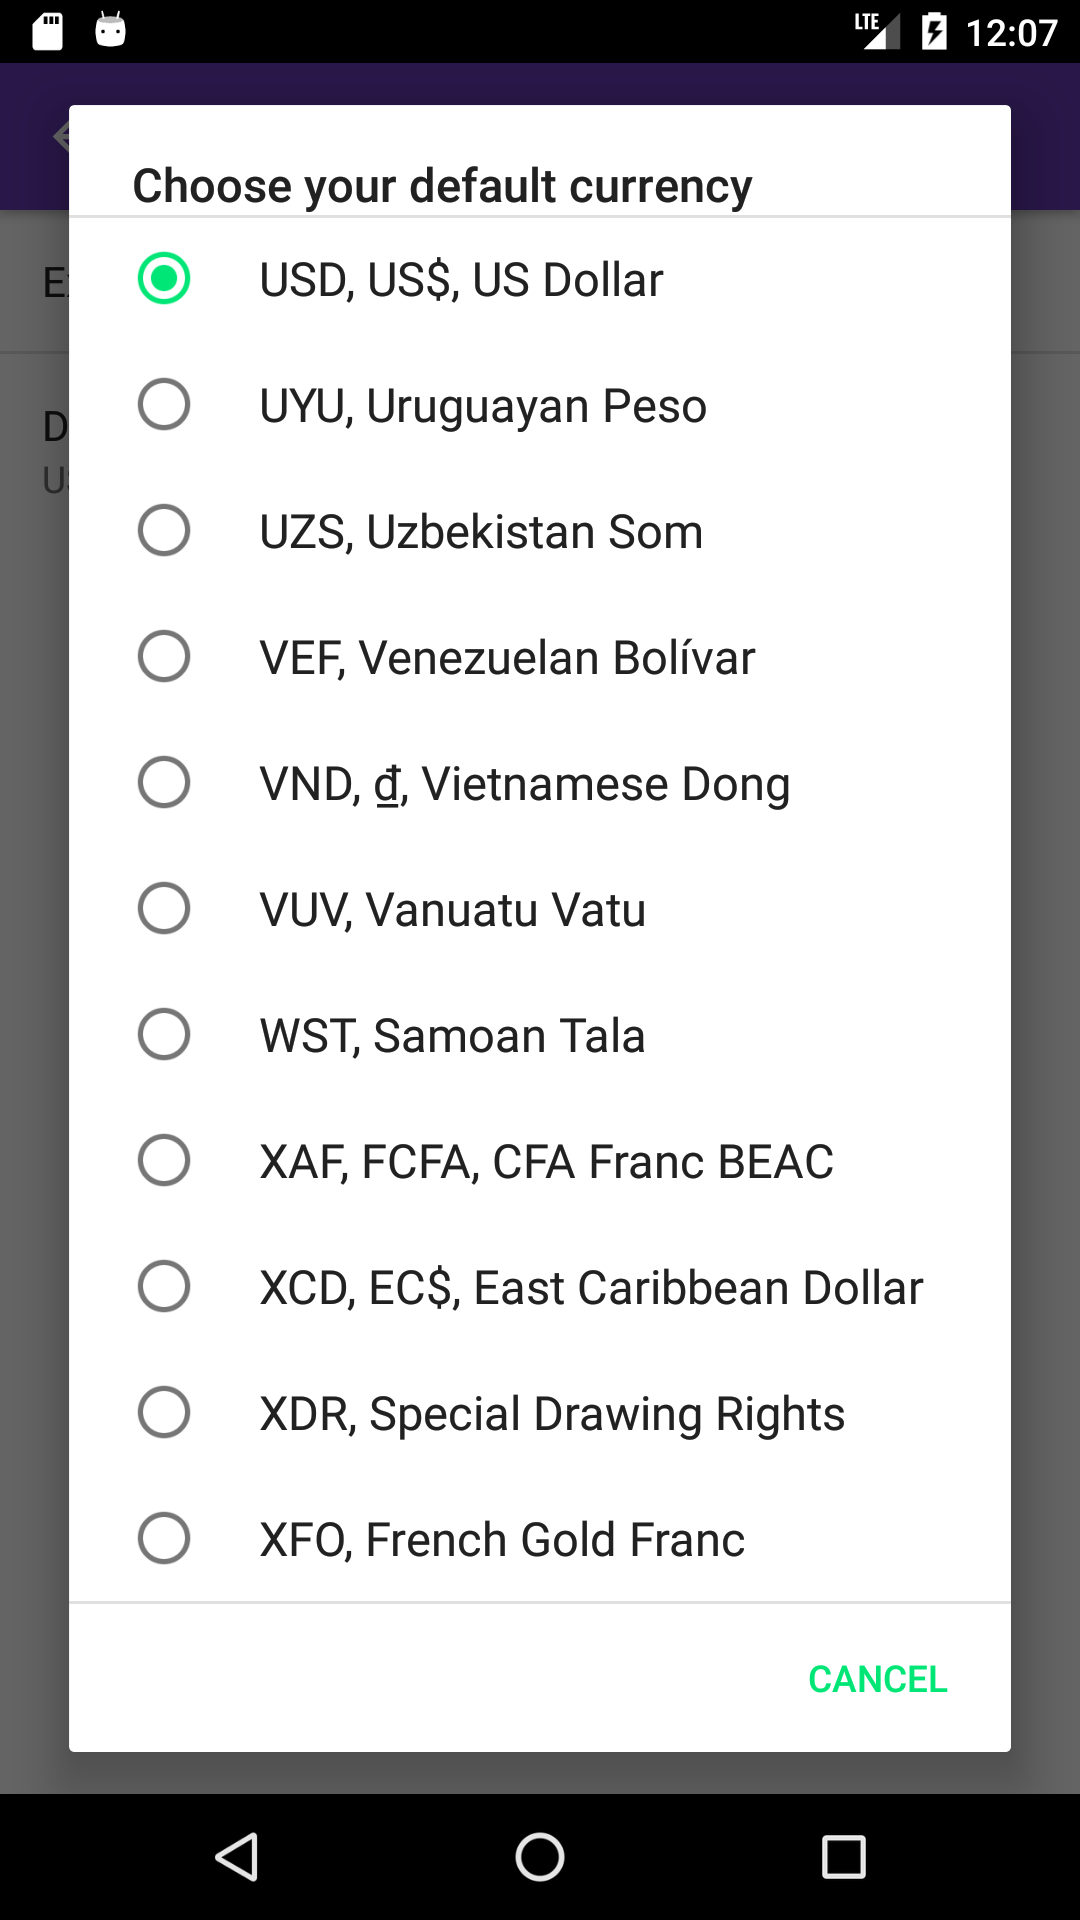 LTE 12:07
Choose your default currency
USD, US$, US Dollar
UYU, Uruguayan Peso
UZS, Uzbekistan Som
VEF, Venezuelan Bolívar
VND, ₫, Vietnamese Dong
VUV, Vanuatu Vatu
WST, Samoan Tala
XAF, FCFA, CFA Franc BEAC
XCD, EC$, East Caribbean Dollar
XDR, Special Drawing Rights
XFO, French Gold Franc
CANCEL